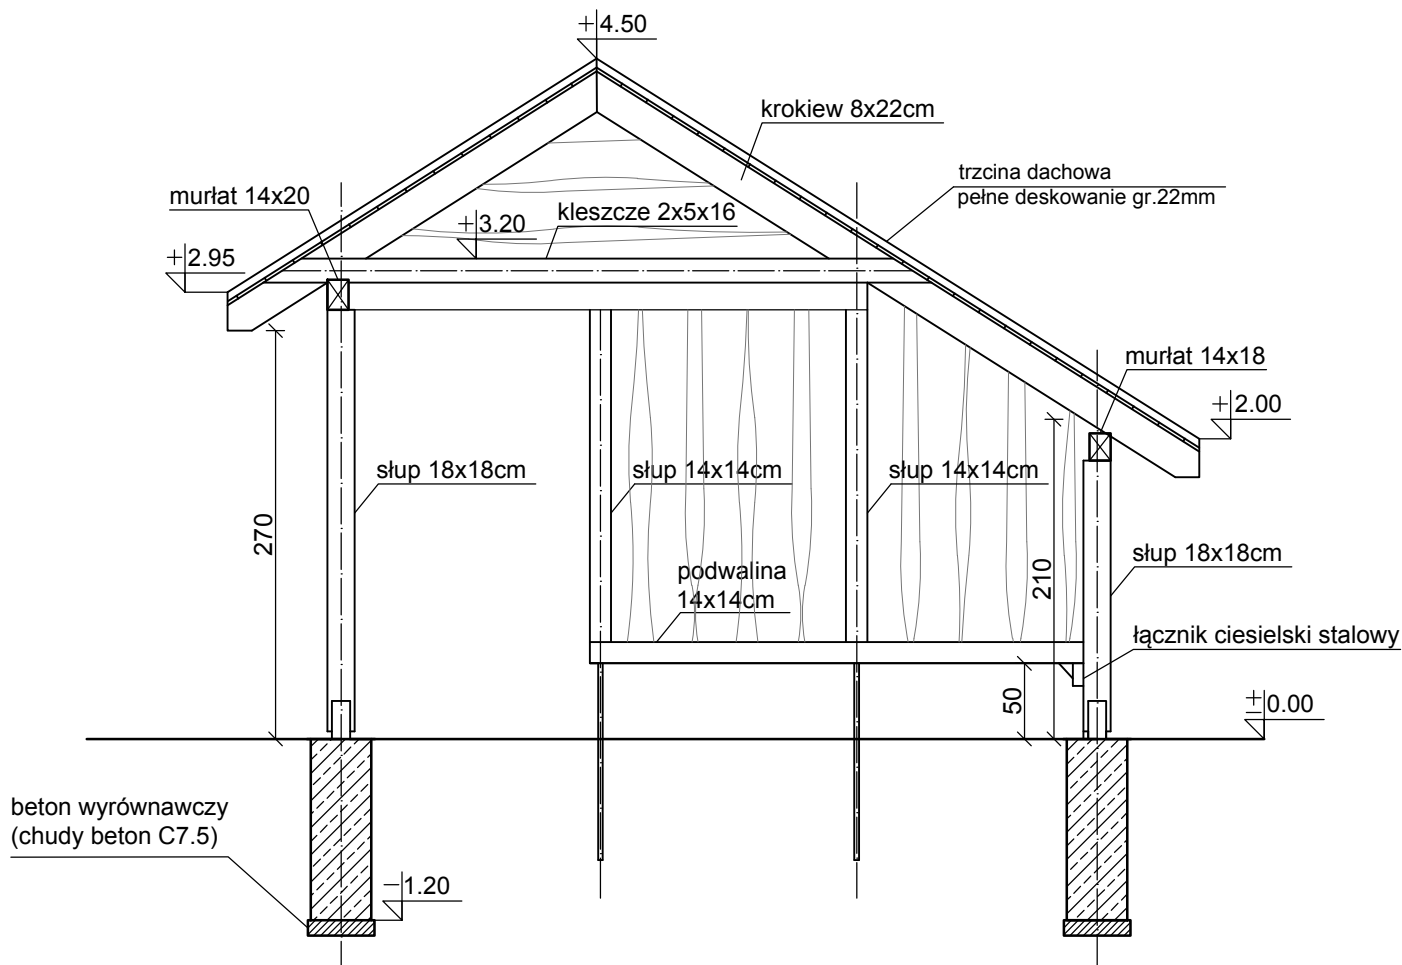 +4.50
krokiew 8x22cm
trzcina dachowa
pełne deskowanie gr.22mm
murłat 14x20
kleszcze 2x5x16
+3.20
+2.95
murłat 14x18
+2.00
słup 18x18cm
słup 14x14cm
słup 14x14cm
270
210
słup 18x18cm
podwalina
14x14cm
łącznik ciesielski stalowy
50
±0.00
beton wyrównawczy
(chudy beton C7.5)
−1.20